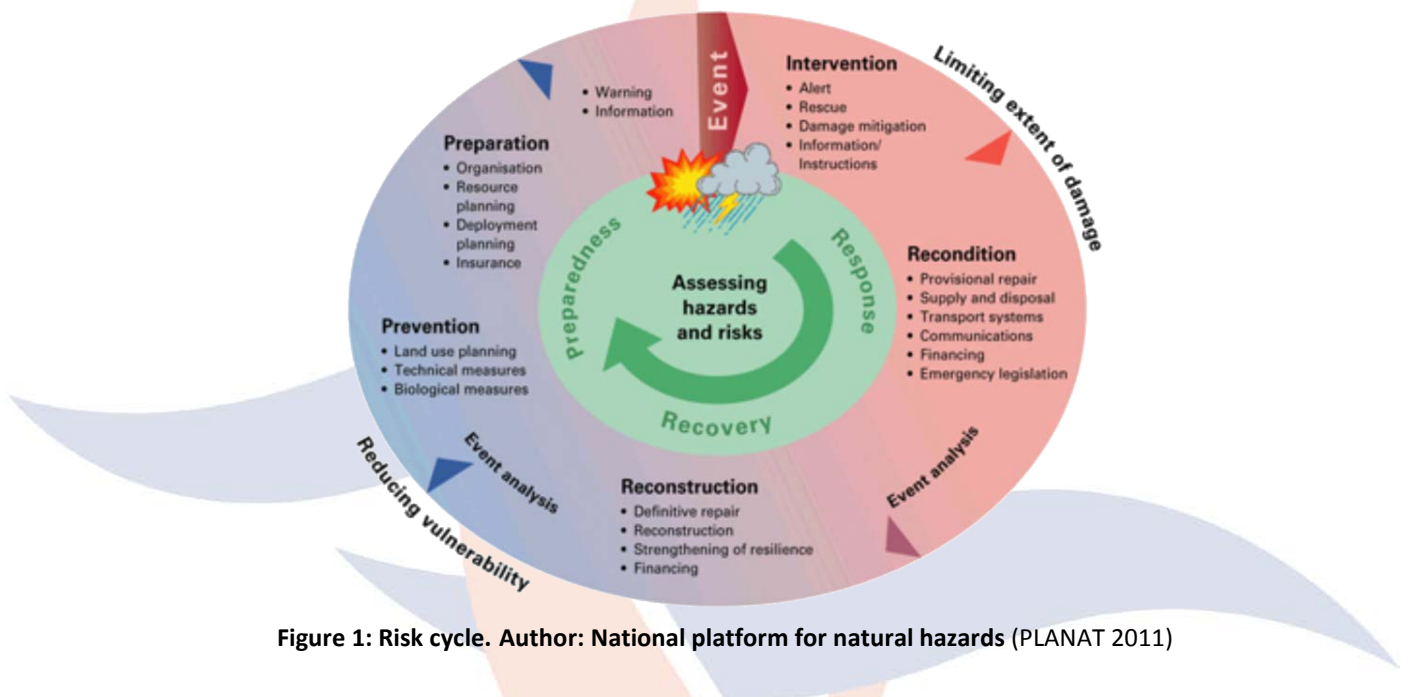 Event
Intervention
• Alert
• Rescue
• Damage mitigation
• Information/
Instructions
Limiting extent of damage
Recondition
• Provisional repair
• Supply and disposal
• Transport systems
• Communications
• Financing
• Emergency legislation
Event analysis
Reconstruction
• Definitive repair
• Reconstruction
• Strengthening of resilience
• Financing
Event analysis
Reducing vulnerability
Prevention
• Land use planning
• Technical measures
• Biological measures
Preparation
• Organisation
• Resource
planning
• Deployment
planning
• Insurance
• Warning
• Information
Preparedness
Response
Recovery
Assessing
hazards
and risks
Figure 1: Risk cycle. Author: National platform for natural hazards (PLANAT 2011)